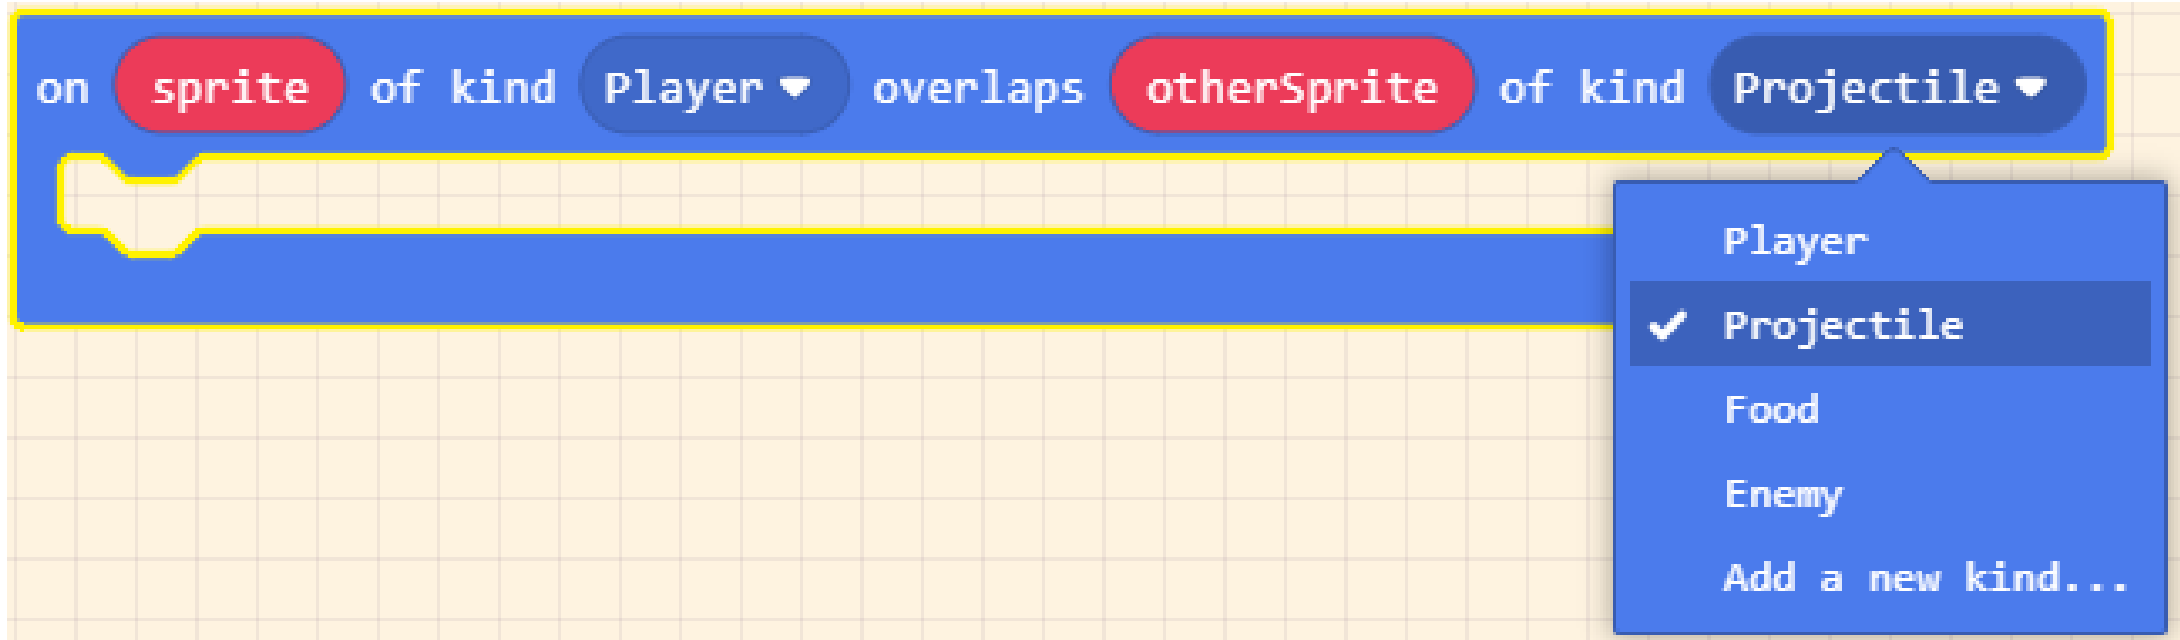 on sprite of kind Player overlaps otherSprite of kind Projectile
Player
Projectile
Food
Enemy
Add a new kind...